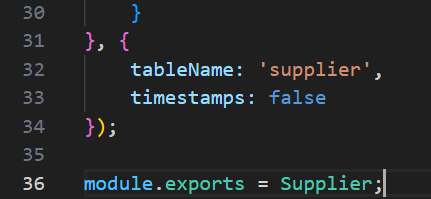 30 }
31 }, {
32 tableName: 'supplier',
33 timestamps: false
34 });
35
36 module.exports = Supplier;